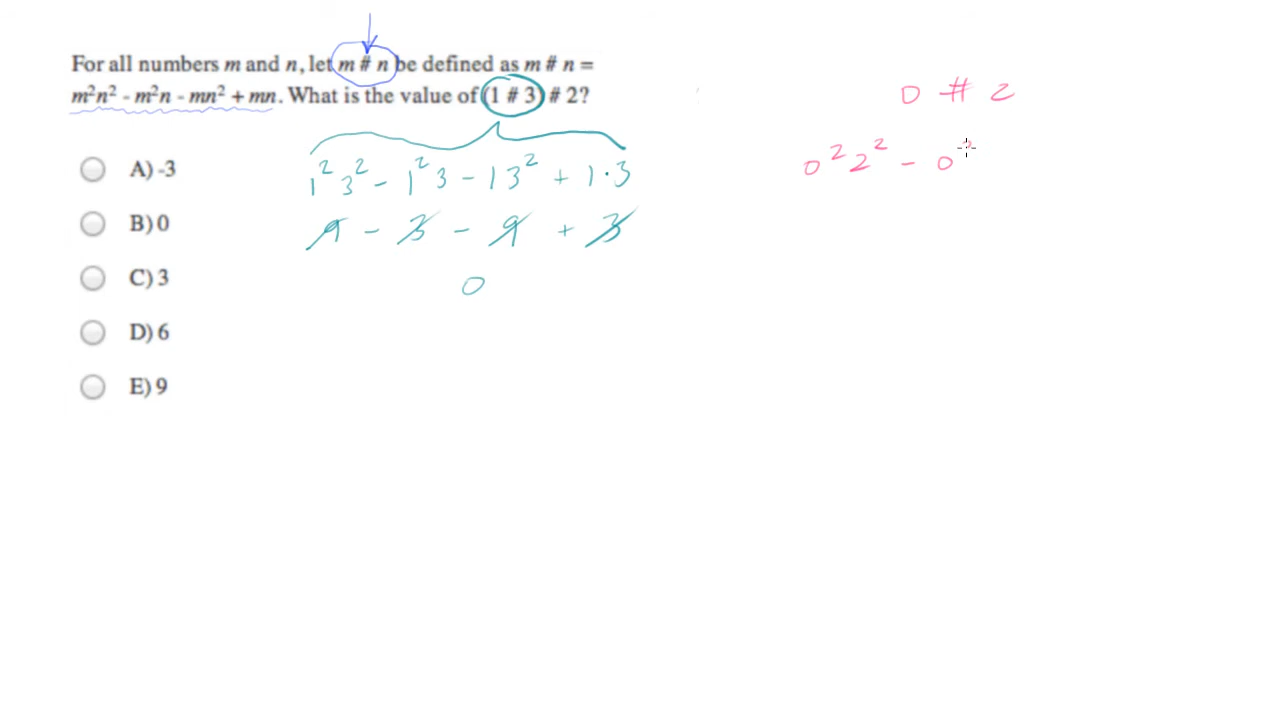 For all numbers m and n, let m # n be defined as m # n =
m²n² - m²n - mn² + mn. What is the value of (1 # 3) # 2?
0 # 2
1²3² - 1²3 - 13² + 1·3
0²2² - 0²
A) -3
9 - 3 - 9 + 3
B) 0
0
C) 3
D) 6
E) 9